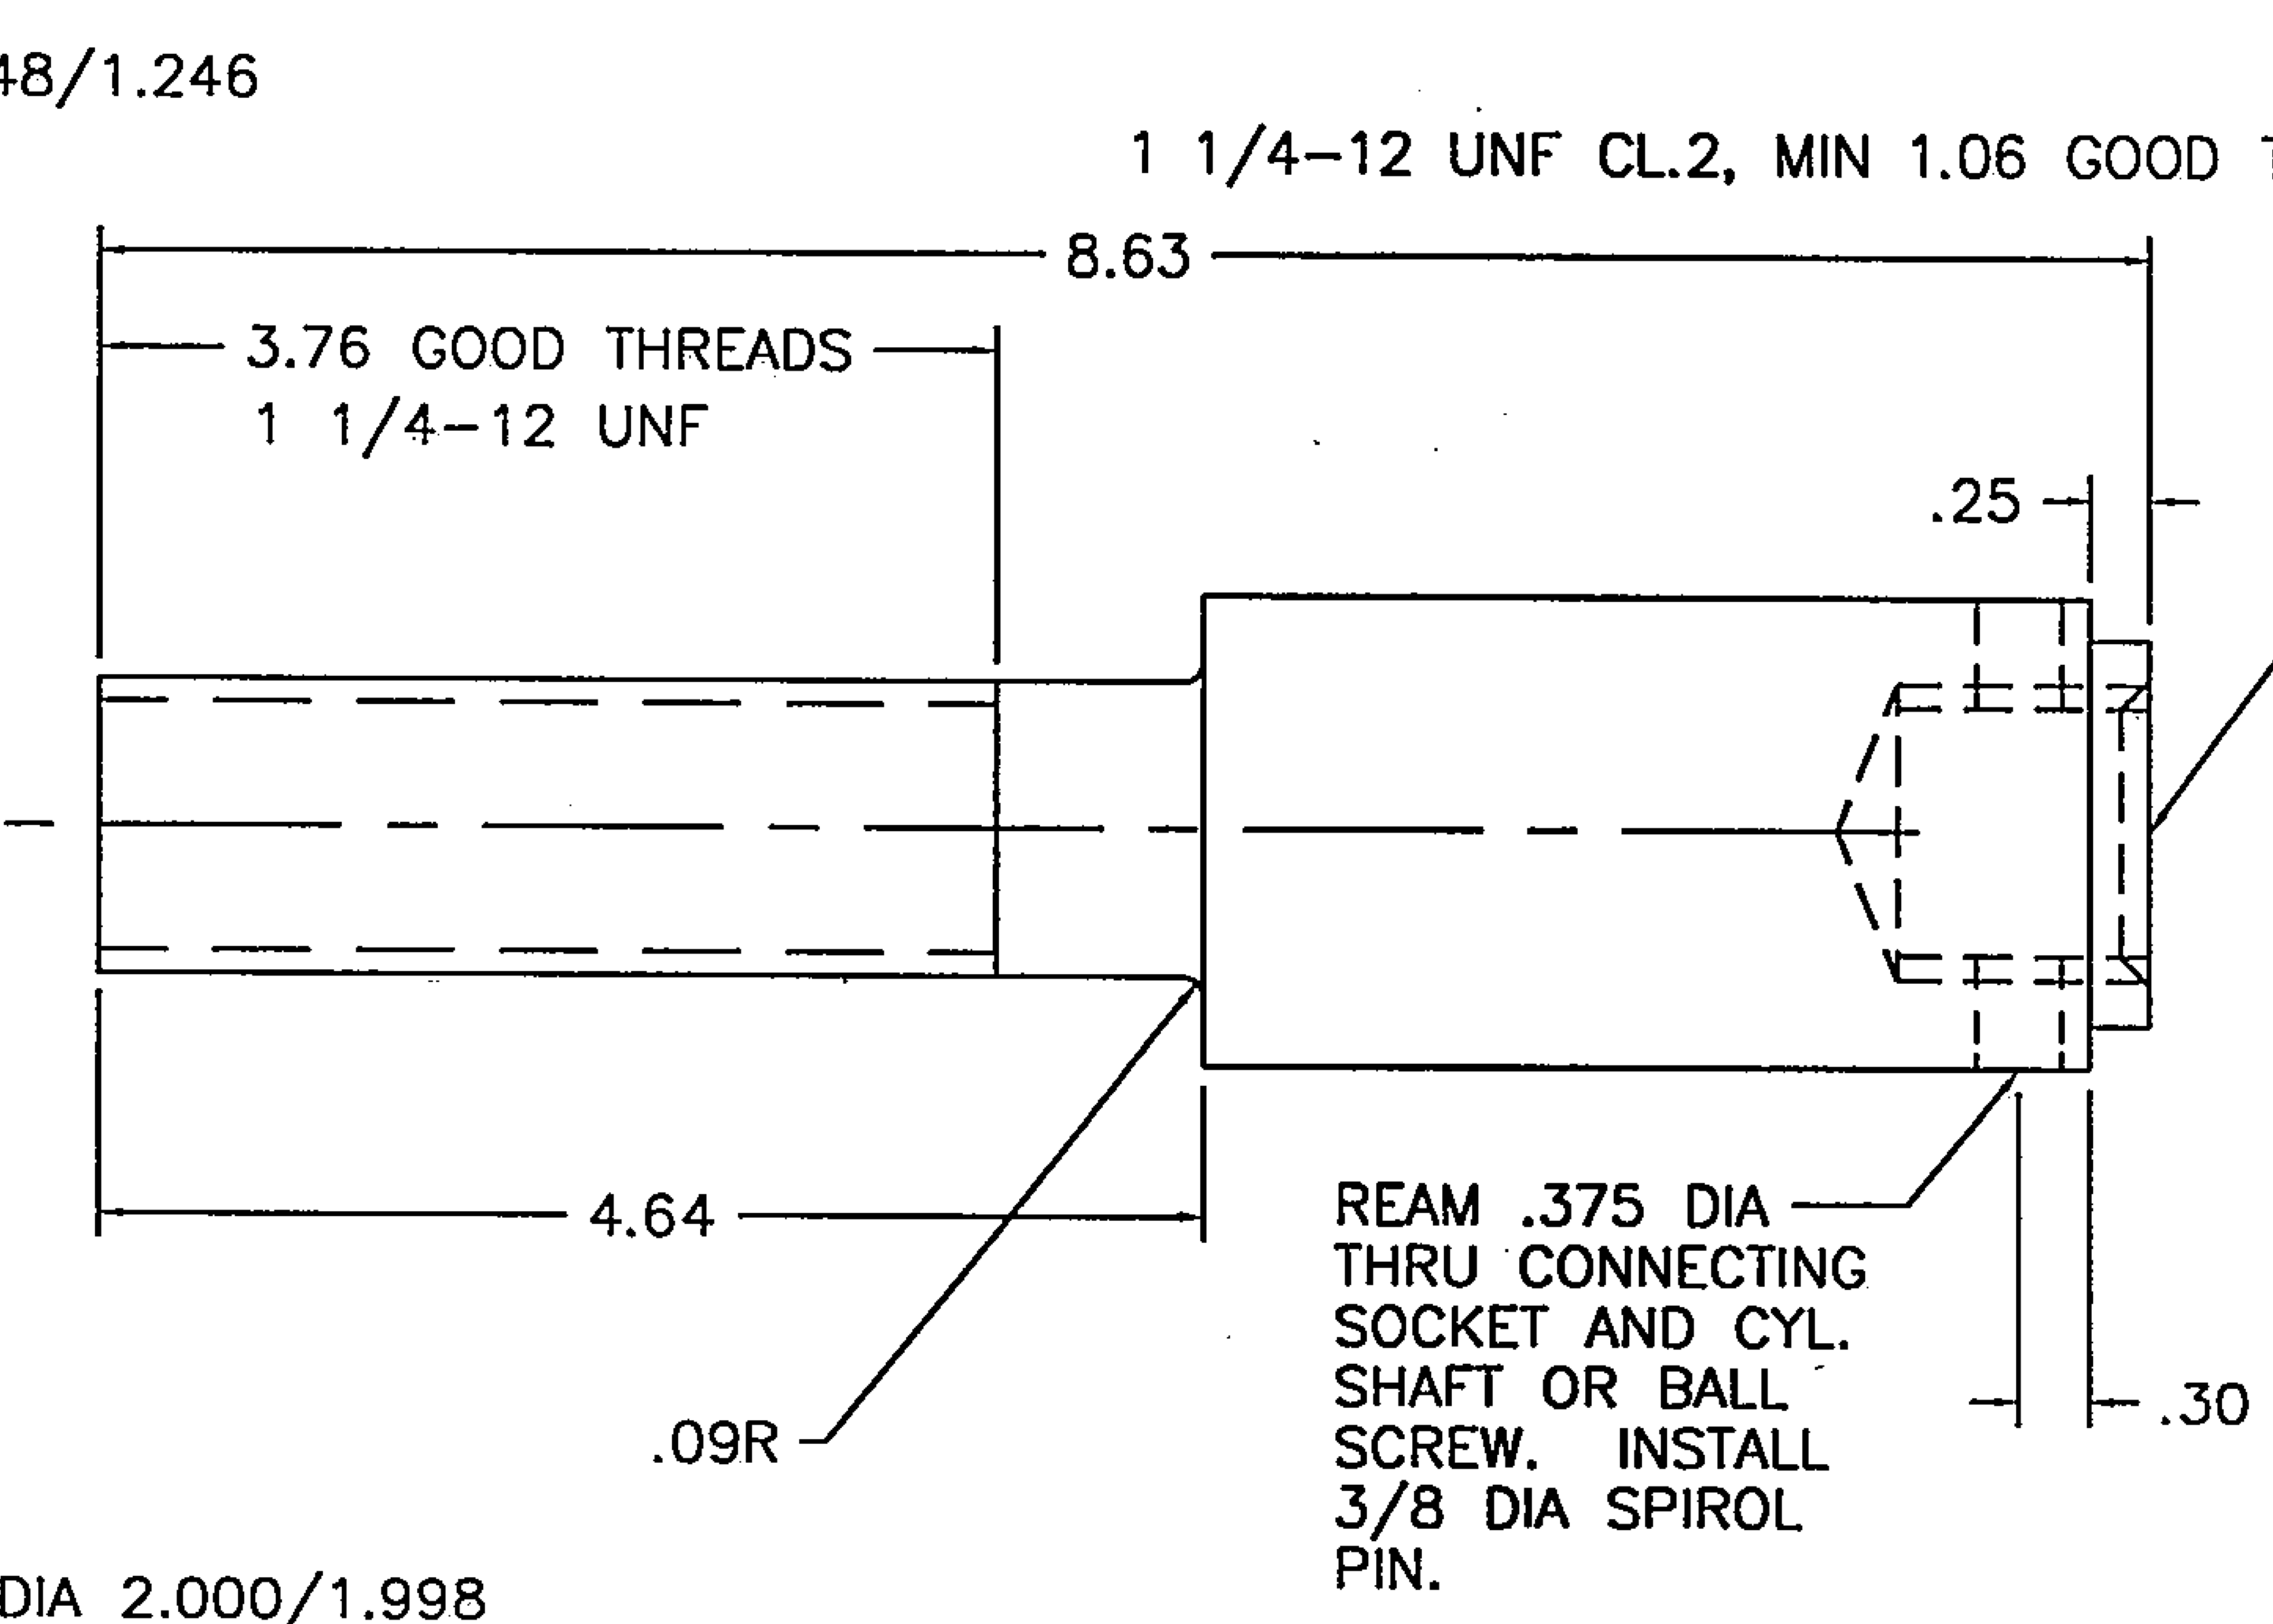 48/1.246
1 1/4-12 UNF CL.2, MIN 1.06 GOOD
8.63
3.76 GOOD THREADS
1 1/4-12 UNF
.25
4.64
REAM .375 DIA
THRU CONNECTING
SOCKET AND CYL.
SHAFT OR BALL
SCREW. INSTALL
3/8 DIA SPIROL
PIN.
.30
.09R
DIA 2.000/1.998